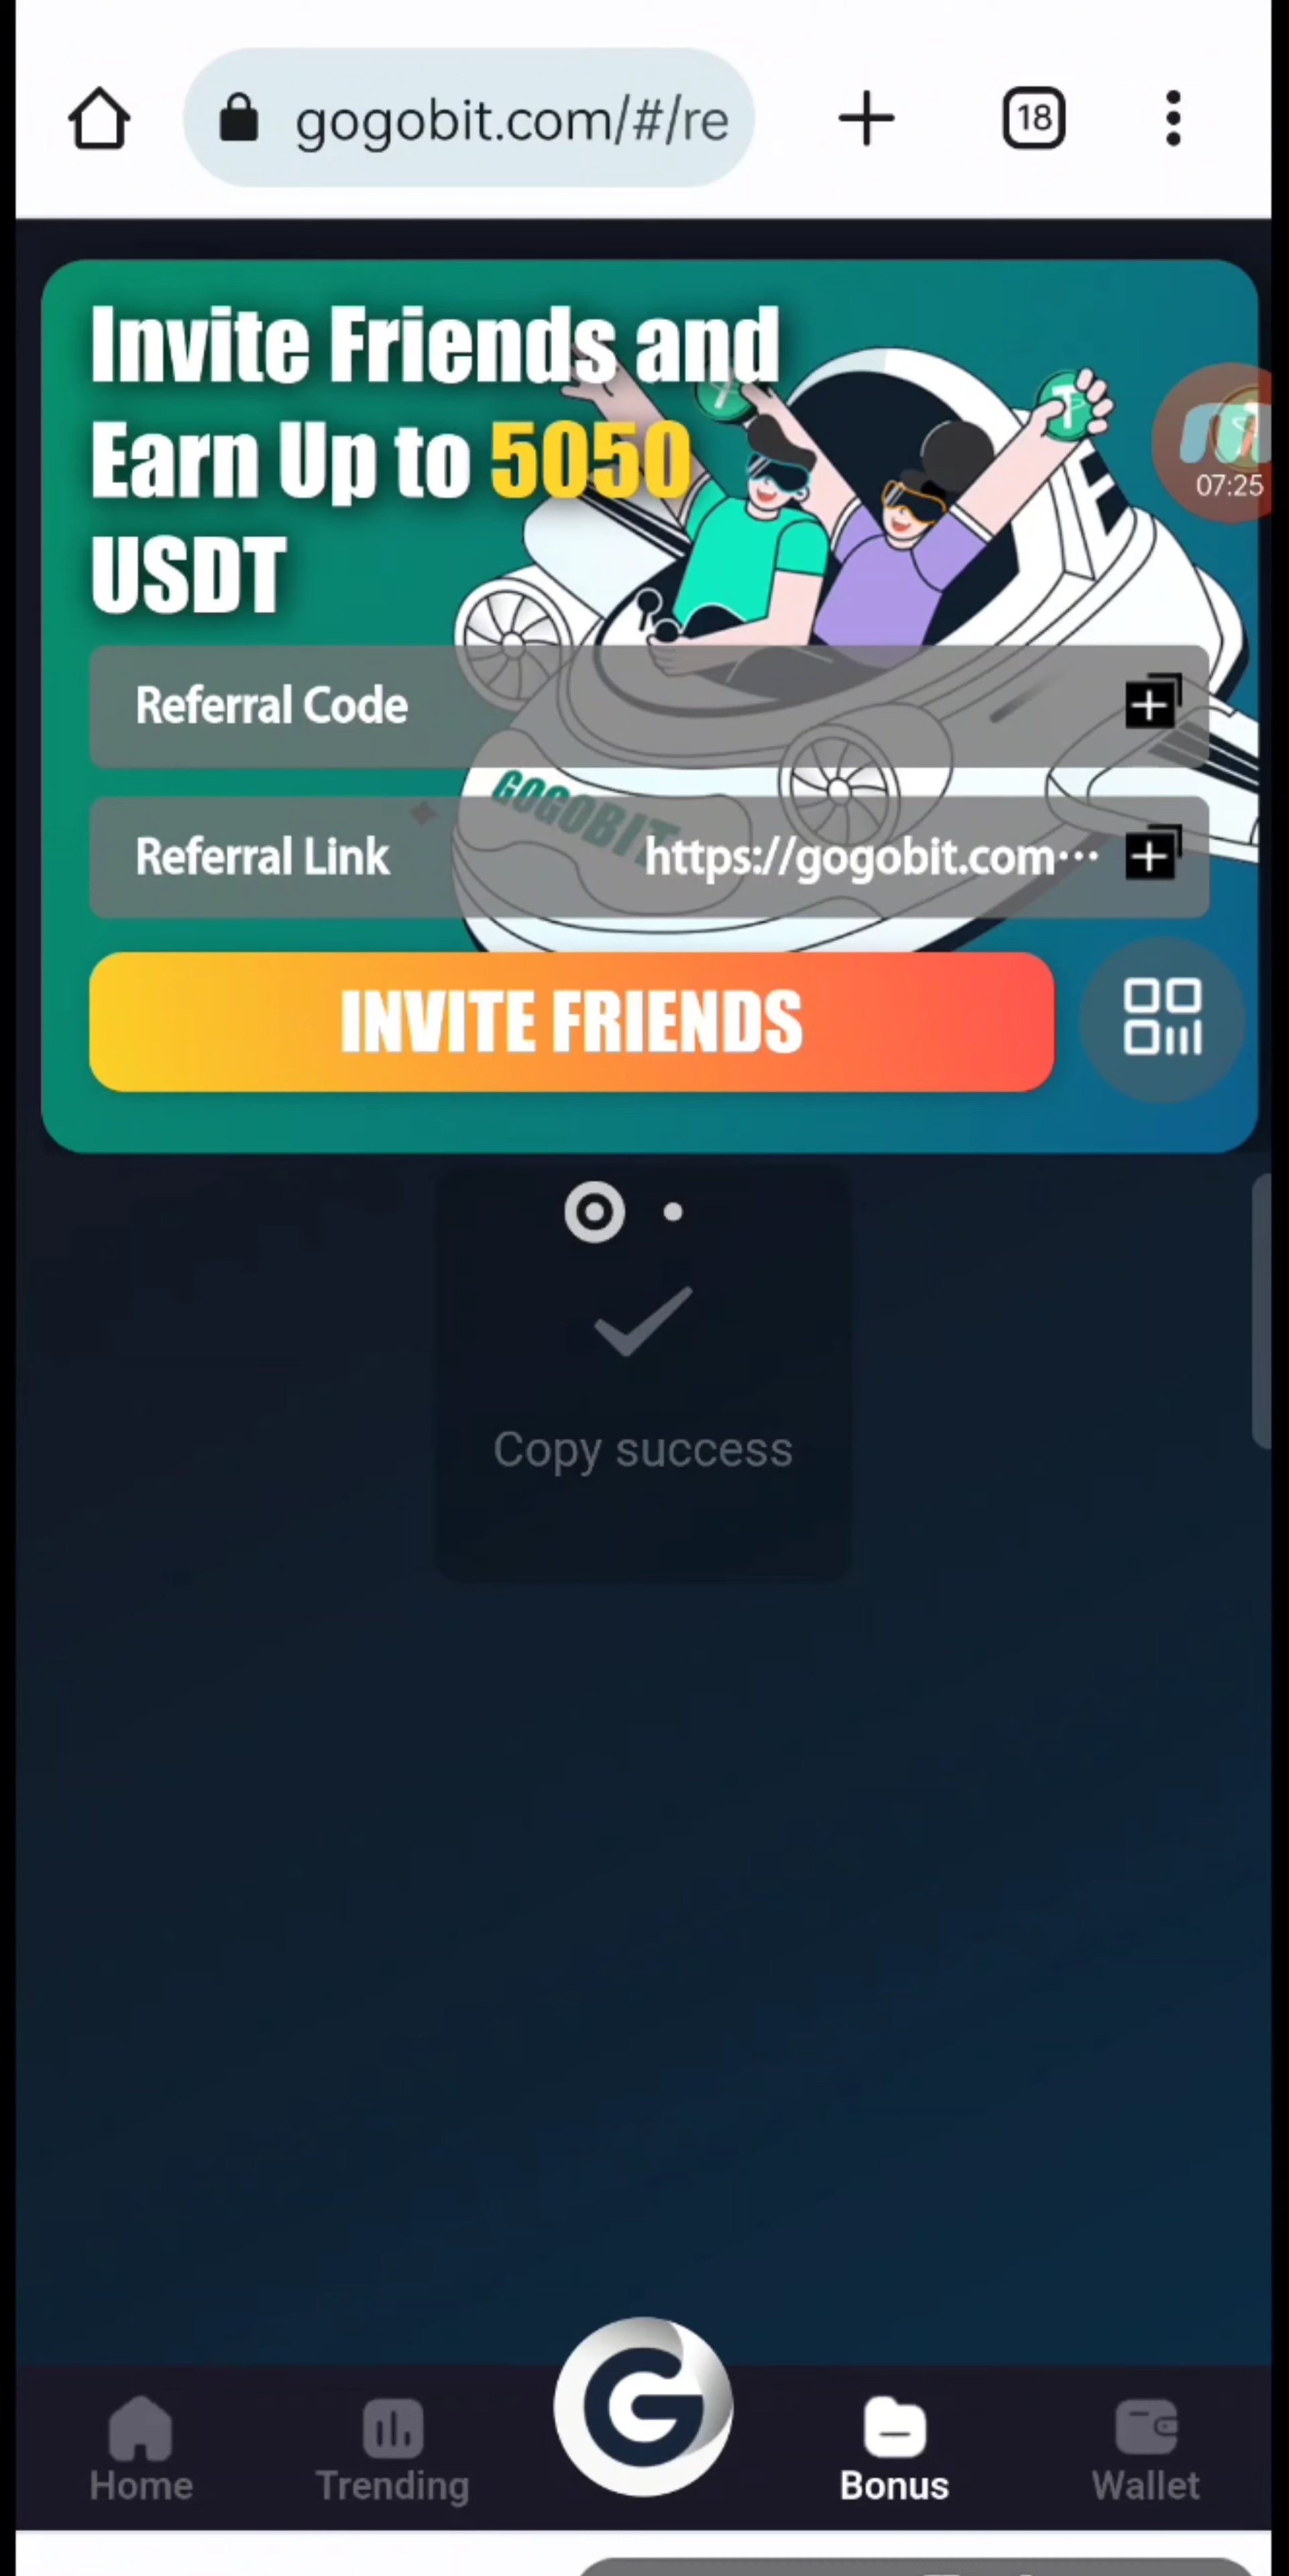 gogobit.com/#/re
18
Invite Friends and
Earn Up to 5050
USDT
07:25
Referral Code
GOGOBIT
Referral Link https://gogobit.com···
INVITE FRIENDS
Copy success
Home
Trending
Bonus
Wallet